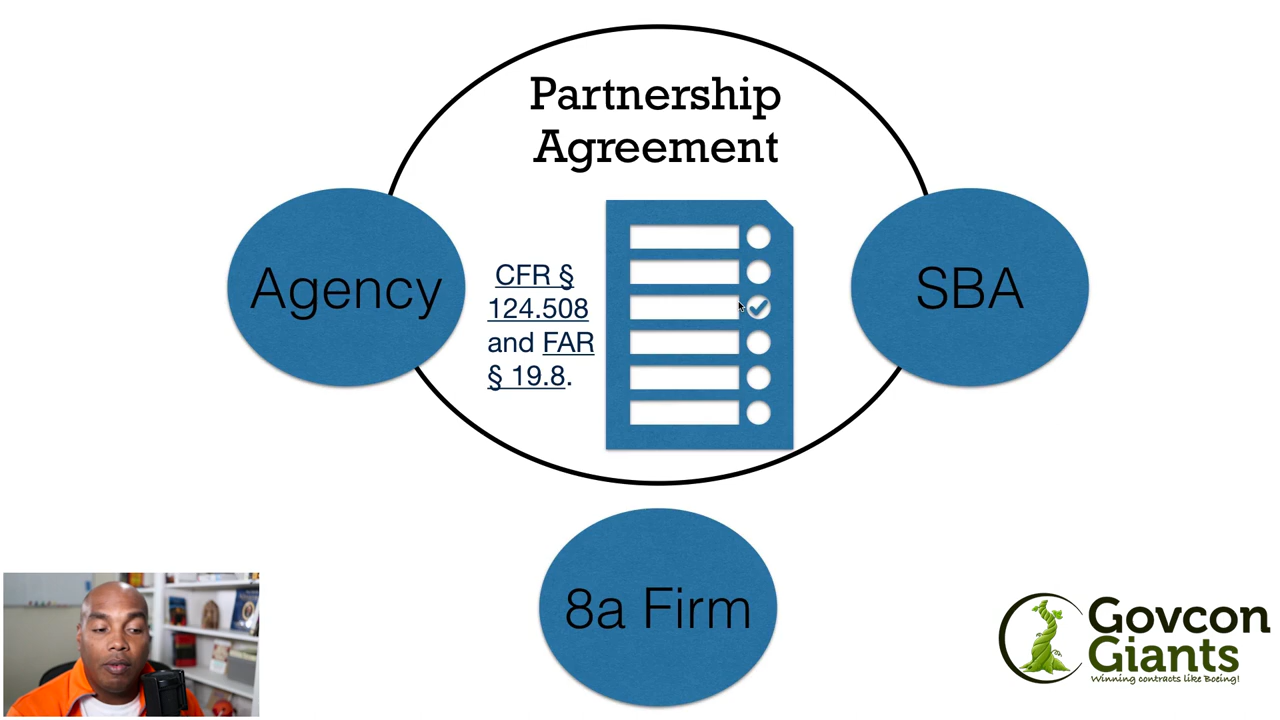 Partnership
Agreement
Agency
CFR §
124.508
and FAR
§ 19.8.
SBA
8a Firm
Govcon
Giants
Winning contracts like Boeing!